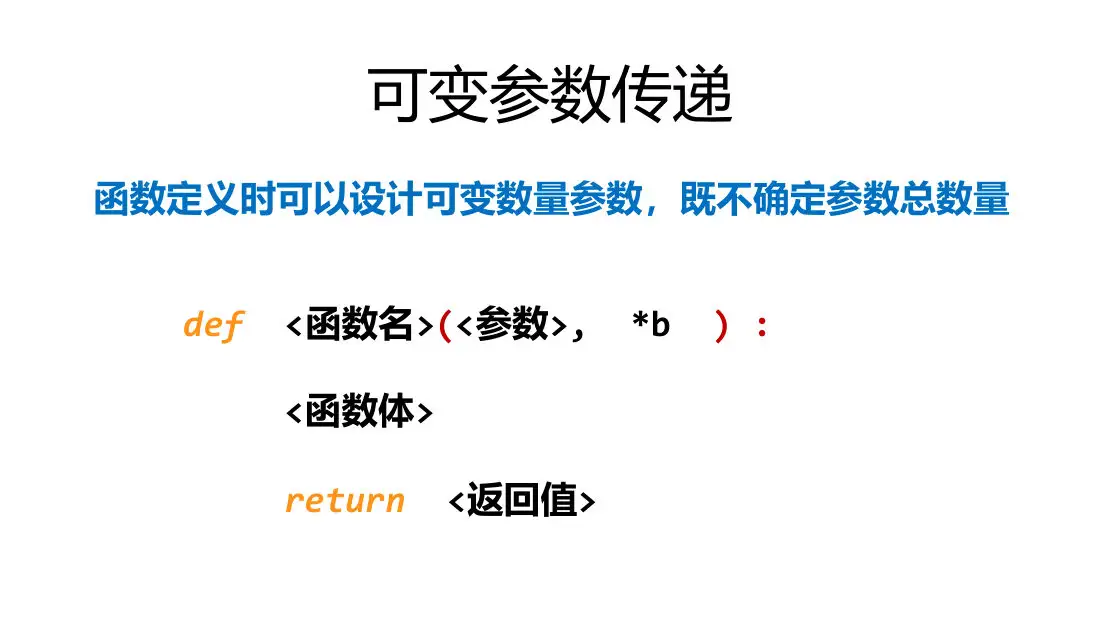 可变参数传递
函数定义时可以设计可变数量参数，既不确定参数总数量
def <函数名>(<参数>, *b ) :
<函数体>
return <返回值>